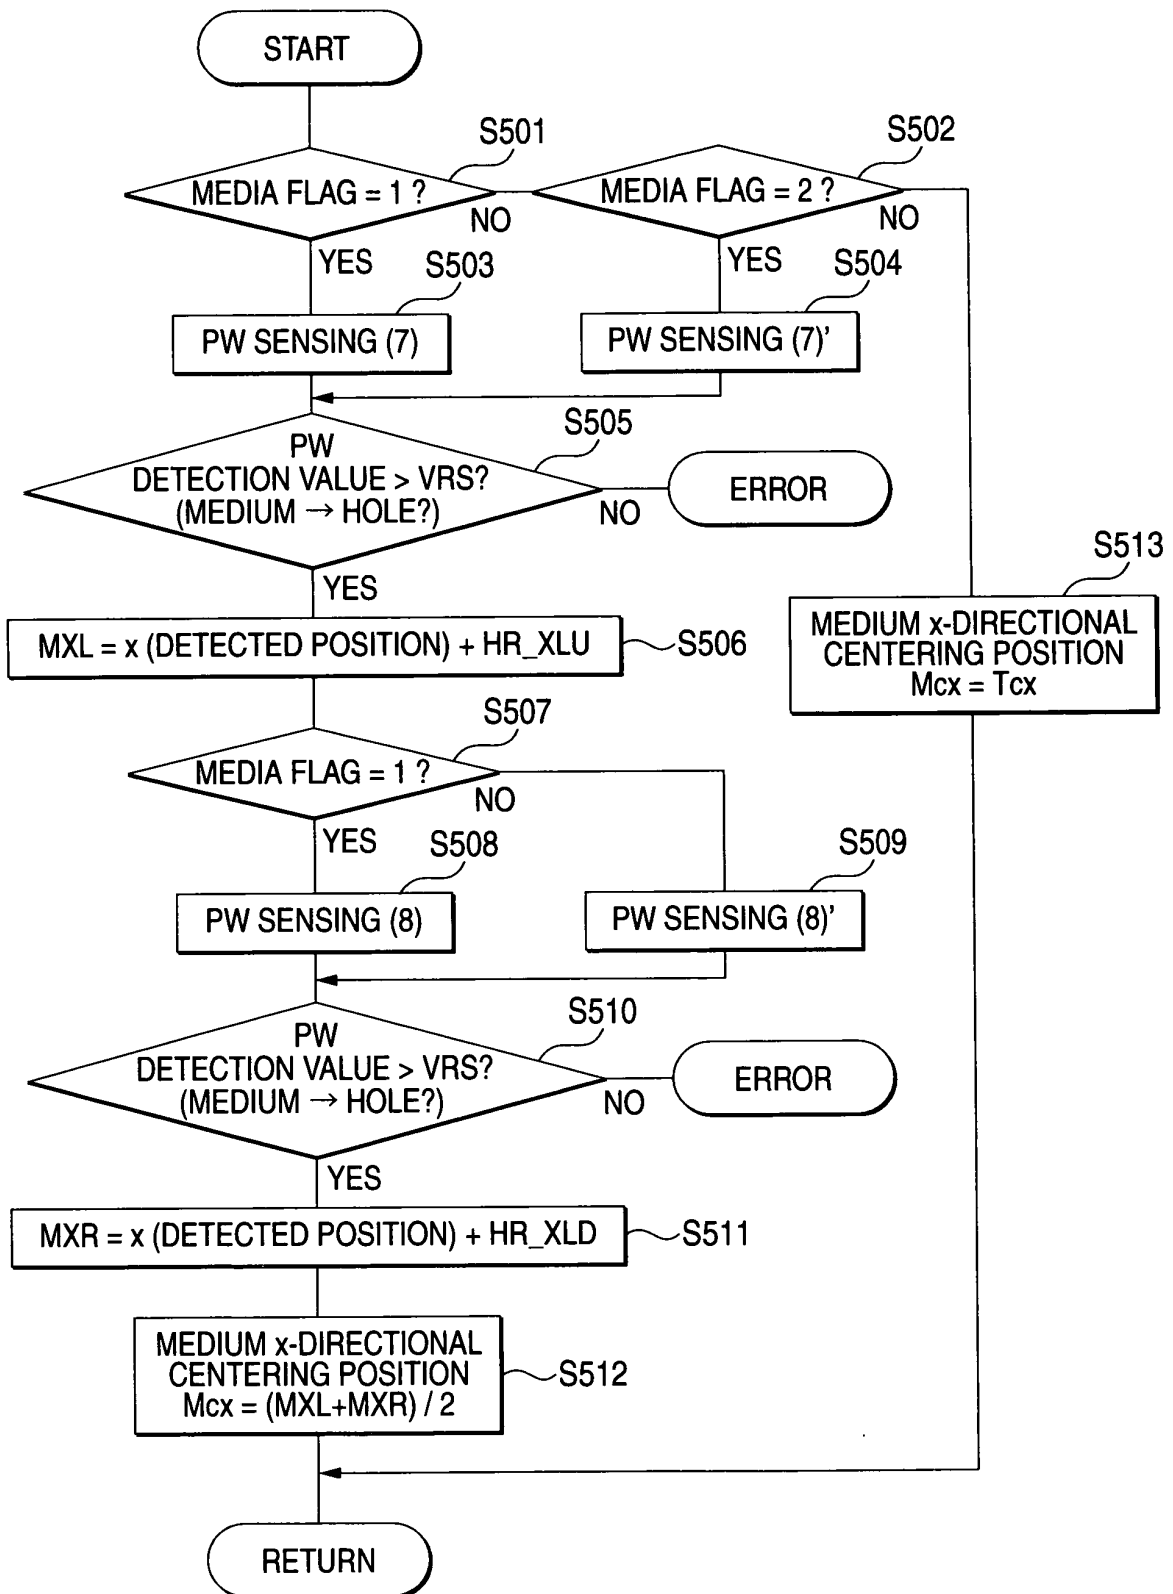 START
S501
S502
MEDIA FLAG = 1 ?
MEDIA FLAG = 2 ?
NO
NO
YES
YES
S503
S504
PW SENSING (7)
PW SENSING (7)’
S505
PW
DETECTION VALUE > VRS?
(MEDIUM → HOLE?)
NO
ERROR
YES
S513
MEDIUM x-DIRECTIONAL
CENTERING POSITION
Mcx = Tcx
MXL = x (DETECTED POSITION) + HR_XLU
S506
S507
MEDIA FLAG = 1 ?
NO
YES
S508
S509
PW SENSING (8)
PW SENSING (8)’
S510
PW
DETECTION VALUE > VRS?
(MEDIUM → HOLE?)
NO
ERROR
YES
MXR = x (DETECTED POSITION) + HR_XLD
S511
MEDIUM x-DIRECTIONAL
CENTERING POSITION
Mcx = (MXL+MXR) / 2
S512
RETURN